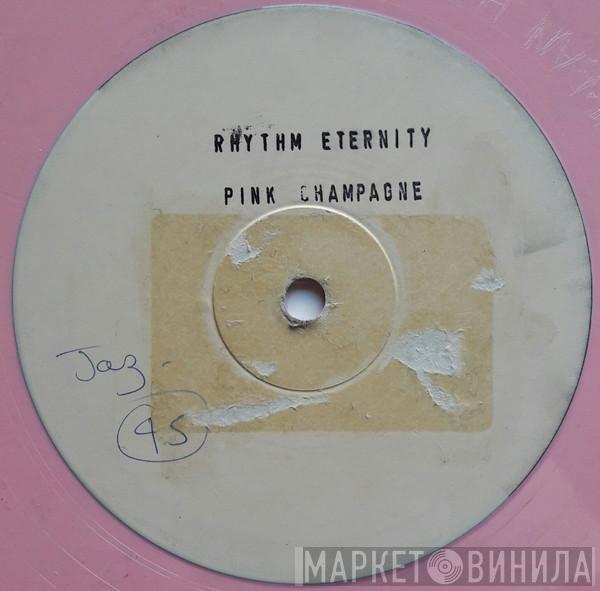 RHYTHM ETERNITY
PINK CHAMPAGNE
Jaz.
45
МАРКЕТ ВИНИЛА